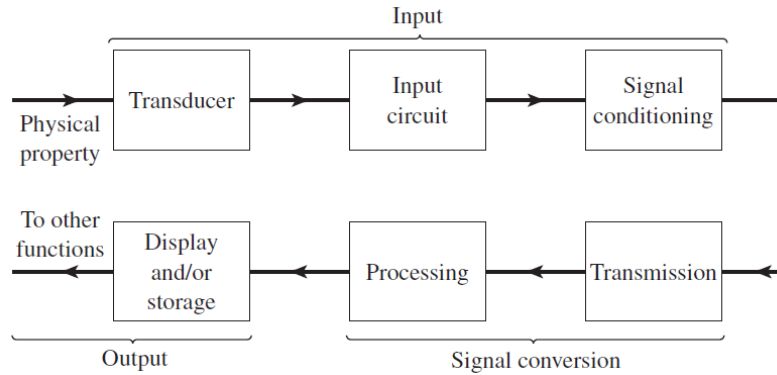 Input
Transducer
Input
circuit
Signal
conditioning
Physical
property
To other
functions
Display
and/or
storage
Processing
Transmission
Output
Signal conversion